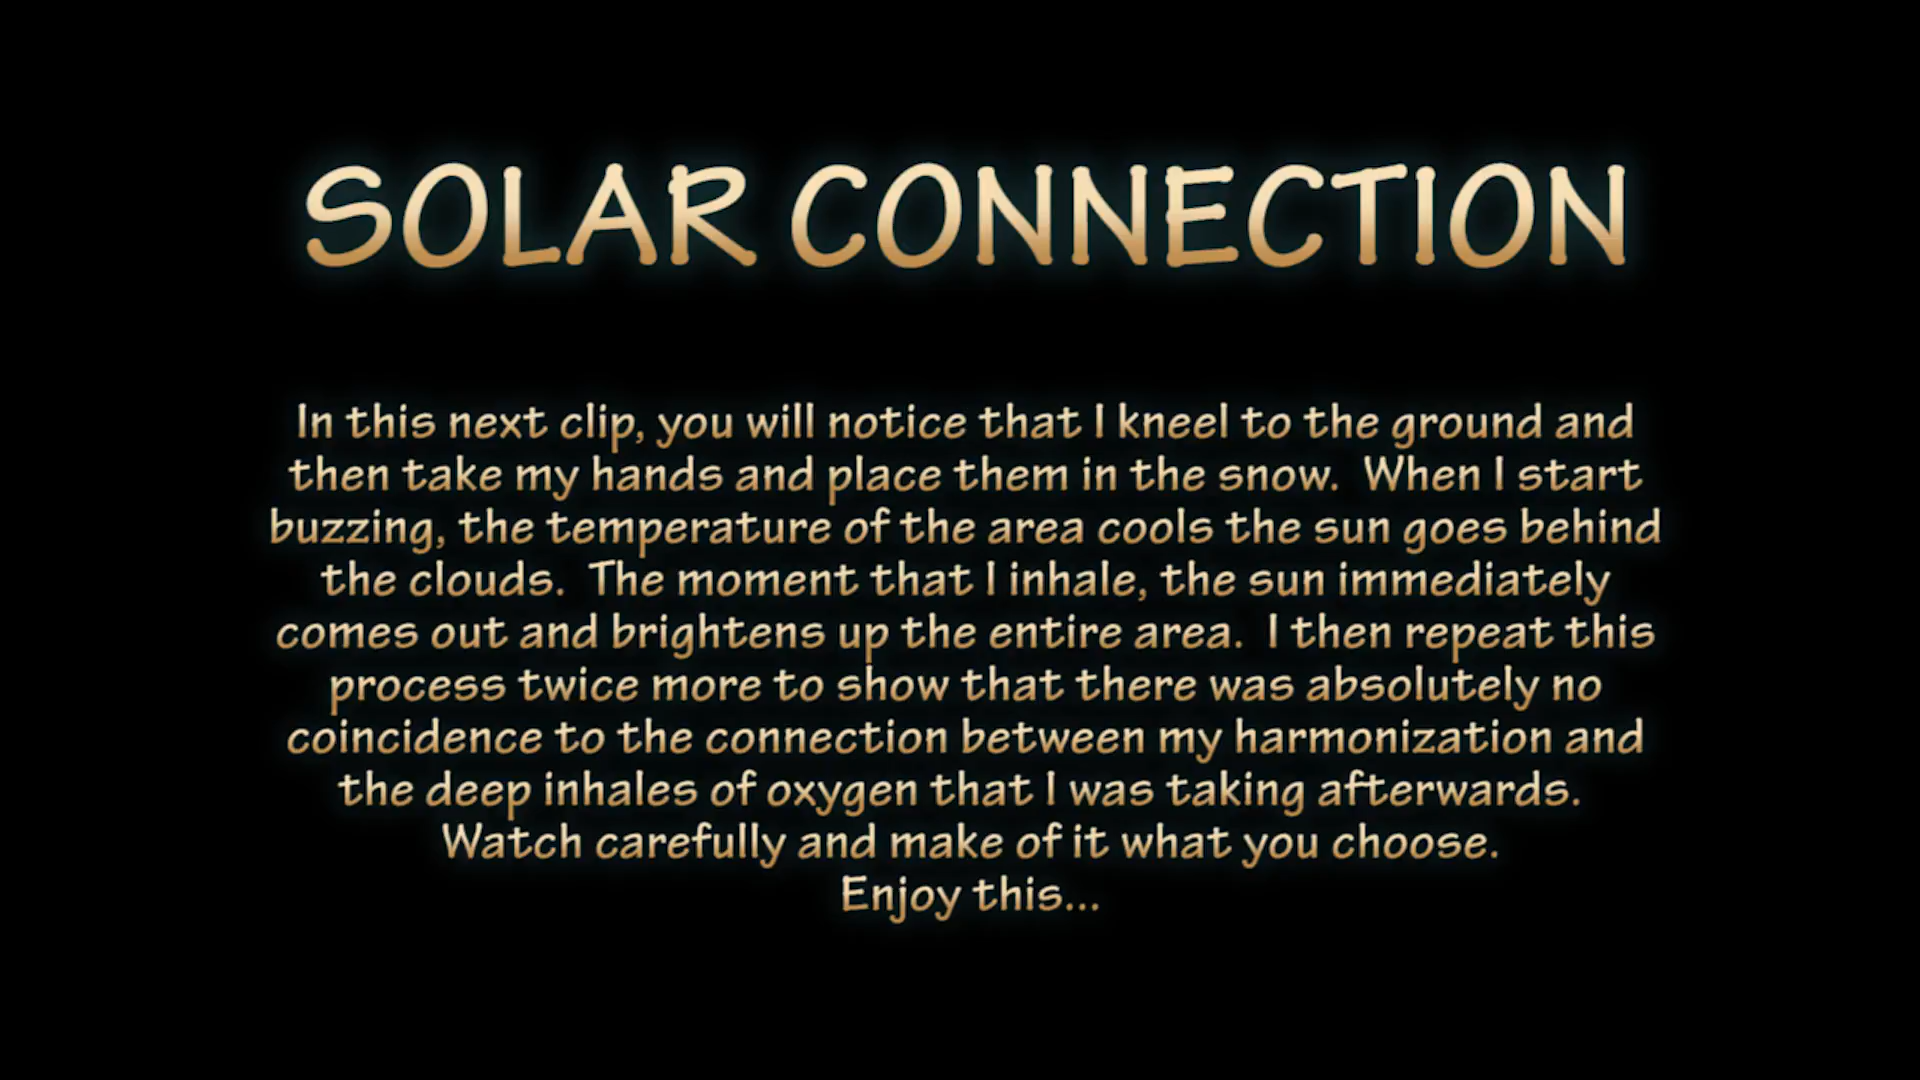 SOLAR CONNECTION
In this next clip, you will notice that I kneel to the ground and
then take my hands and place them in the snow.  When I start
buzzing, the temperature of the area cools the sun goes behind
the clouds.  The moment that I inhale, the sun immediately
comes out and brightens up the entire area.  I then repeat this
process twice more to show that there was absolutely no
coincidence to the connection between my harmonization and
the deep inhales of oxygen that I was taking afterwards.
Watch carefully and make of it what you choose.
Enjoy this...